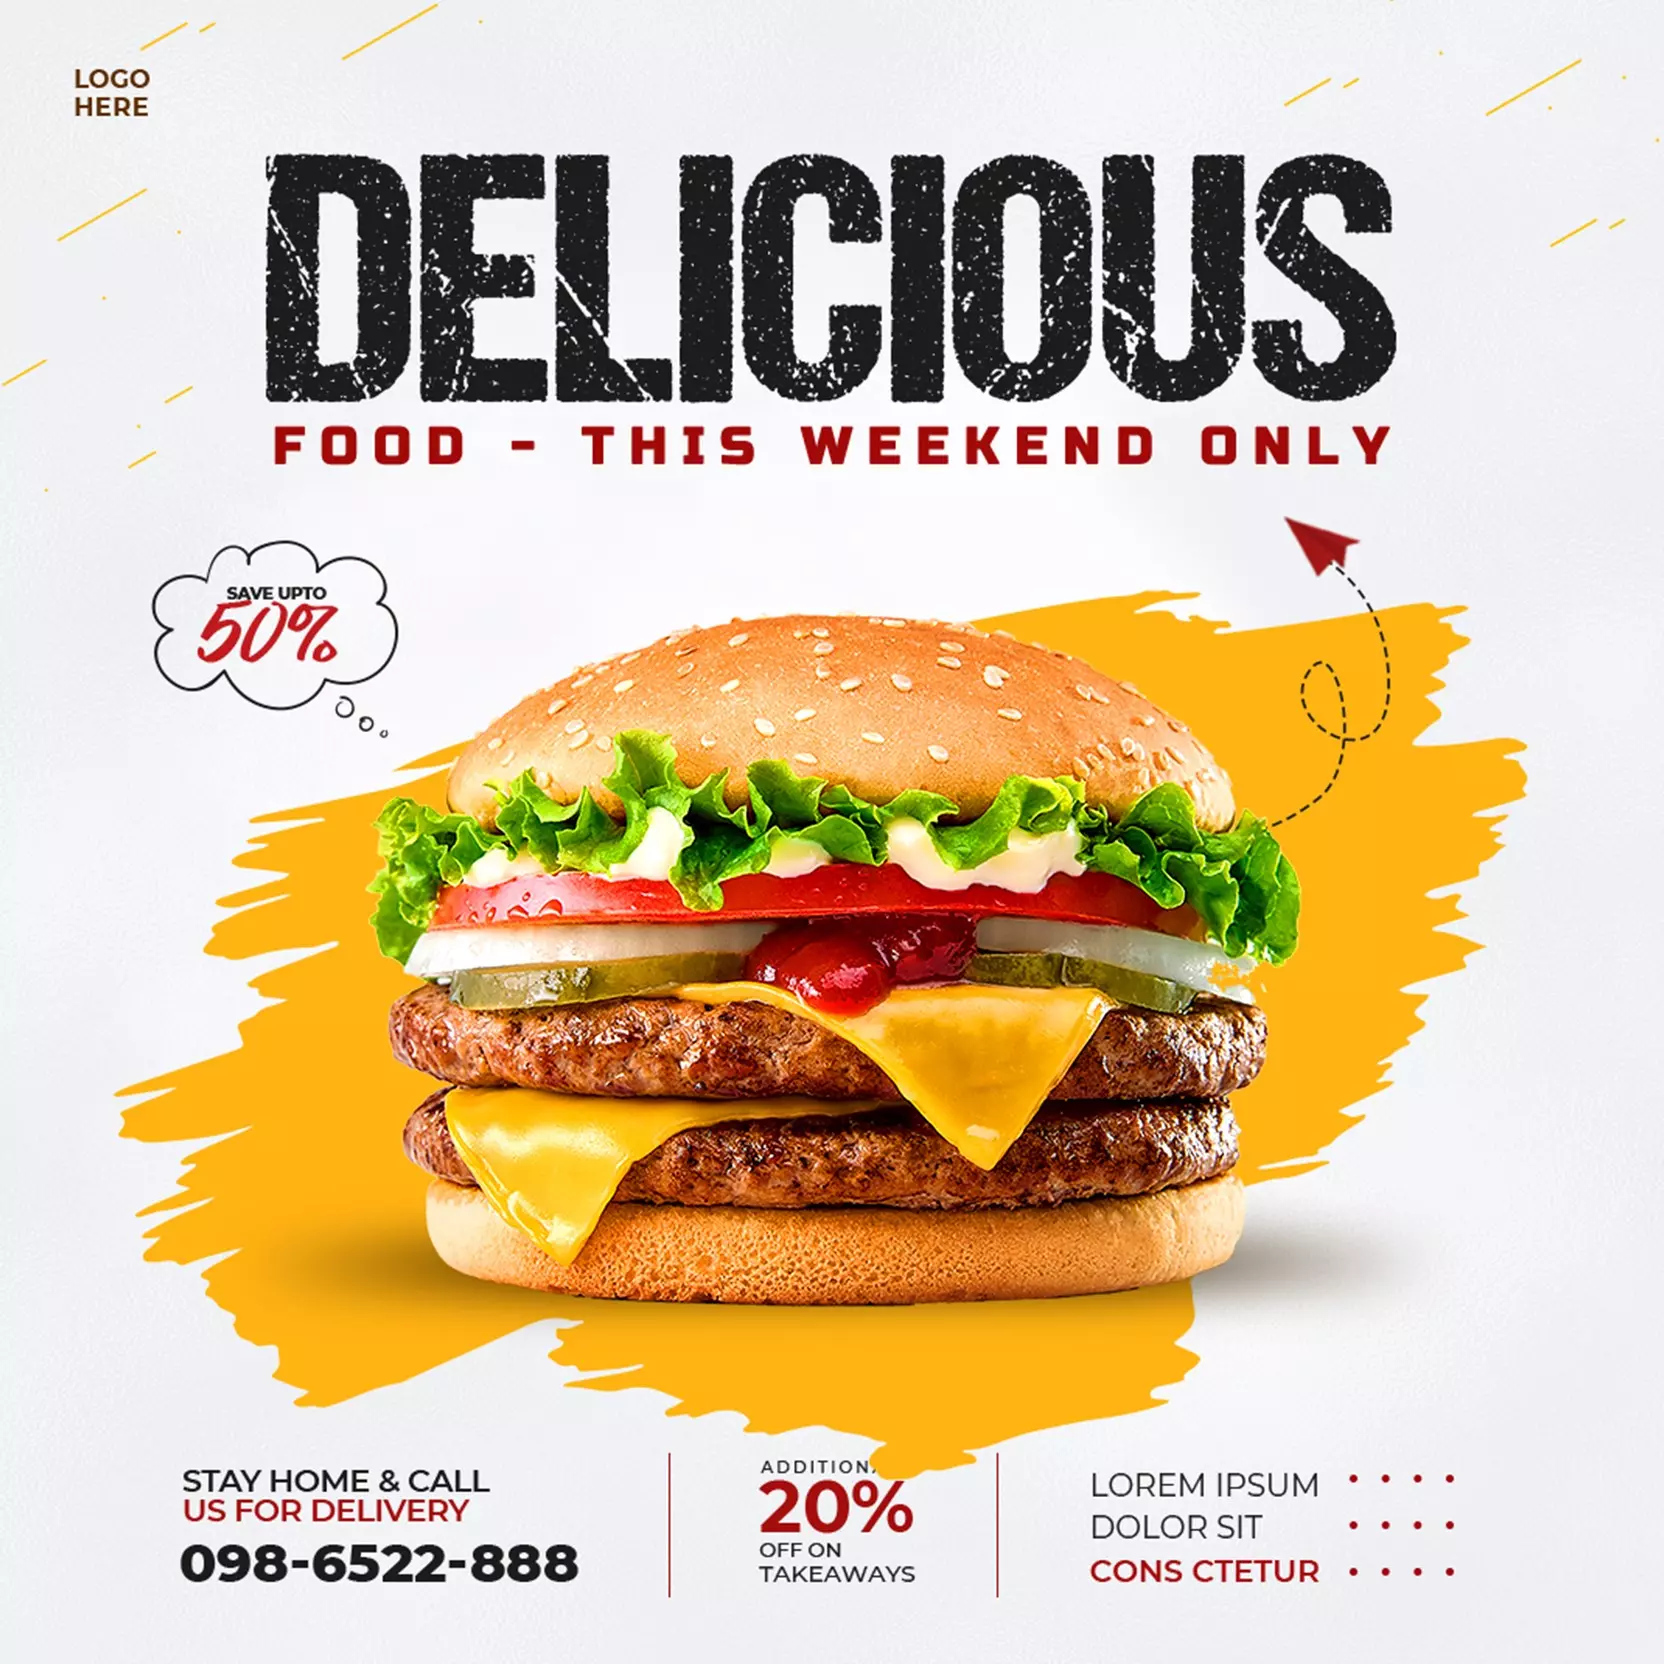 LOGO
HERE
DELICIOUS
FOOD - THIS WEEKEND ONLY
SAVE UPTO
50%
STAY HOME & CALL
US FOR DELIVERY
098-6522-888
20%
OFF ON
TAKEAWAYS
LOREM IPSUM
DOLOR SIT
CONS CTETUR